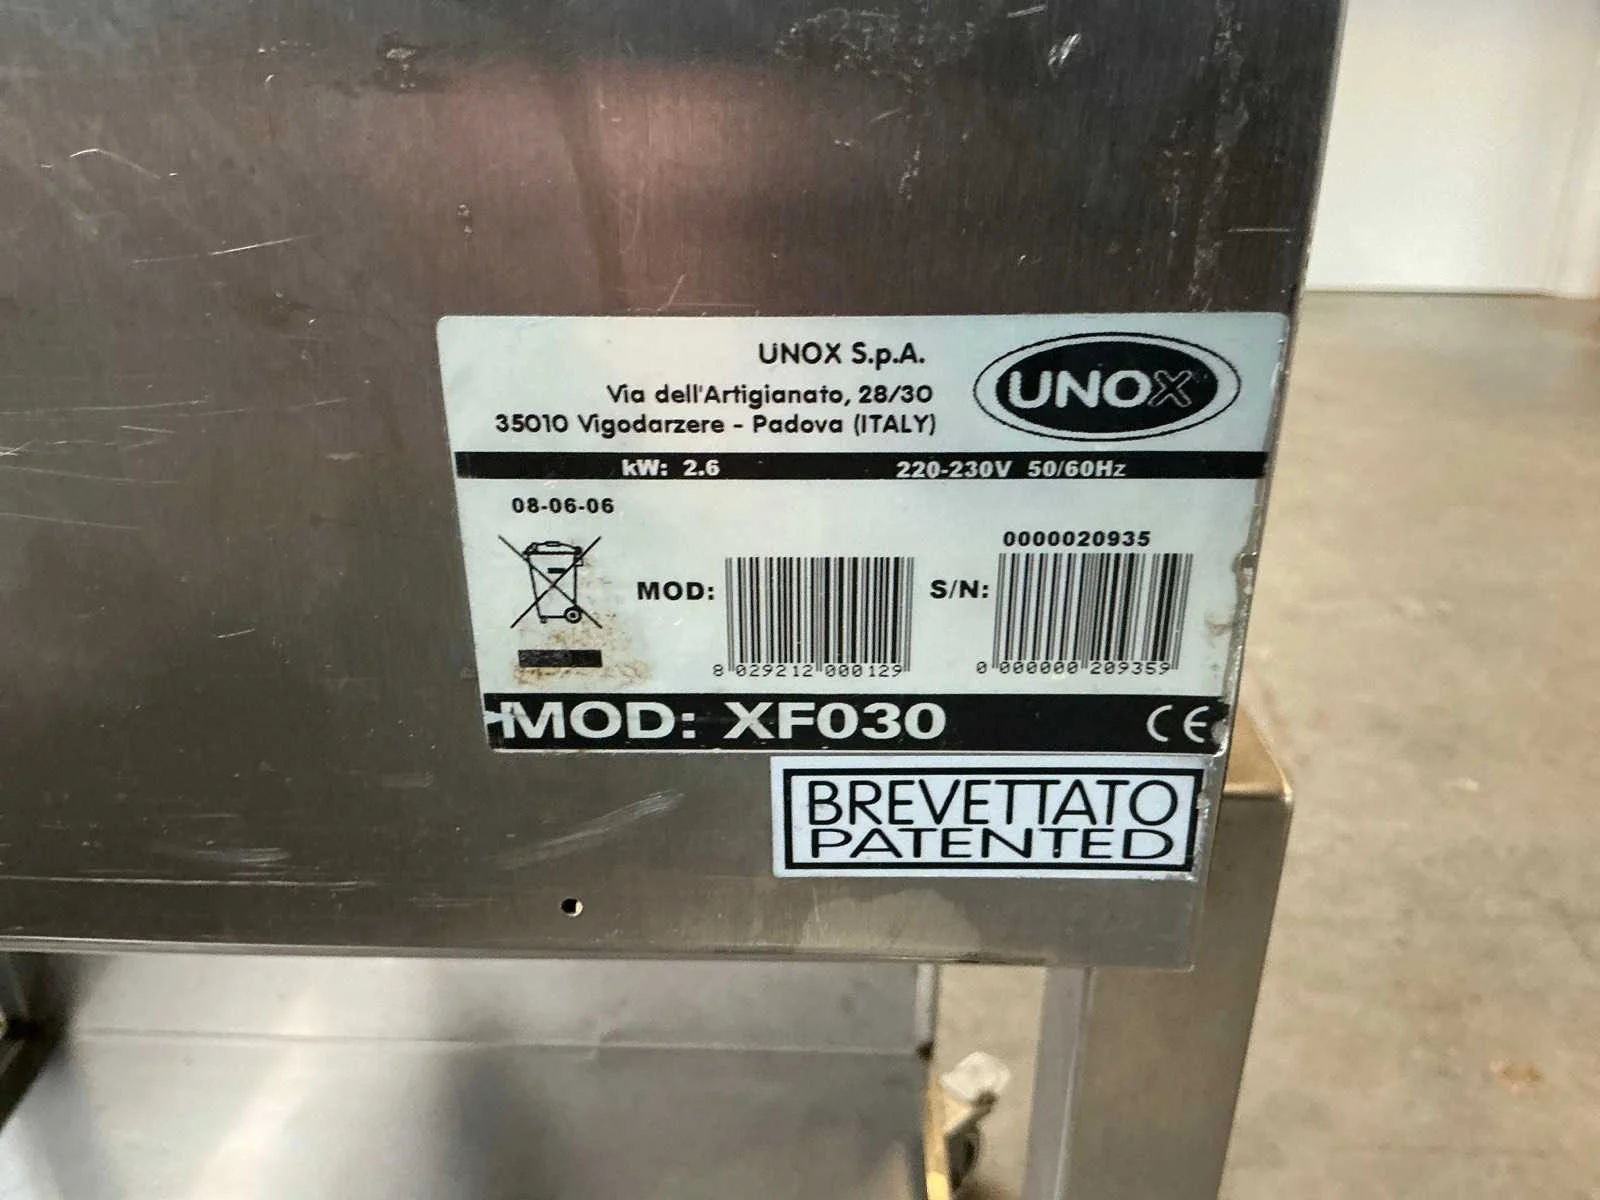 UNOX S.p.A.
Via dell'Artigianato, 28/30
35010 Vigodarzere - Padova (ITALY)
UNOX
kW: 2.6 220-230V 50/60Hz
08-06-06
0000020935
MOD: S/N:
8 029212 000129 0 000000 209359
MOD: XF030 CE
BREVETTATO
PATENTED